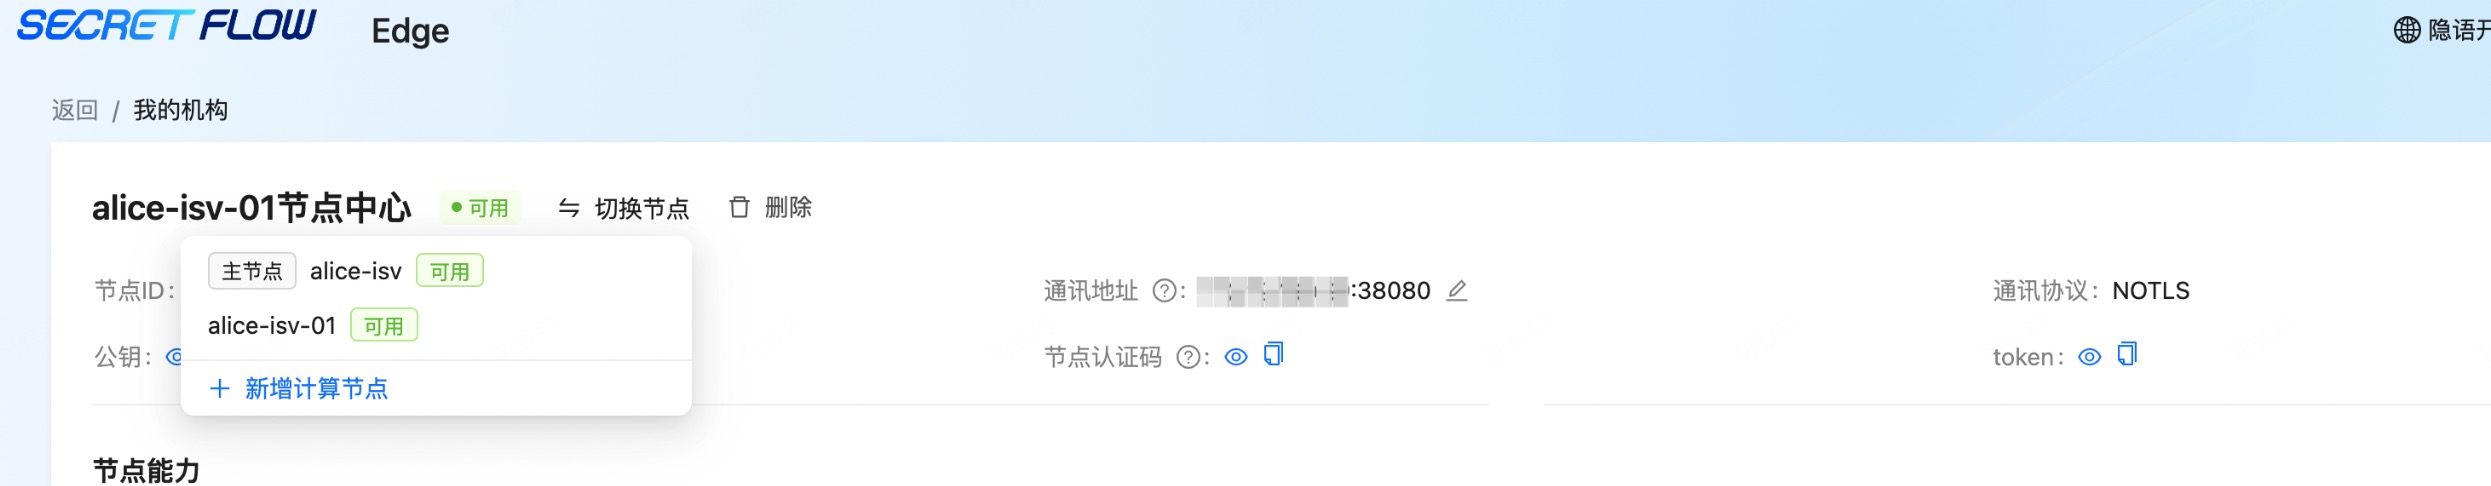 SECRET FLOW Edge 隐语开
返回 / 我的机构
alice-isv-01节点中心 可用 切换节点 删除
主节点 alice-isv 可用
节点ID: 通讯地址 ?: :38080 通讯协议: NOTLS
alice-isv-01 可用
公钥: 节点认证码 ?: token:
+ 新增计算节点
节点能力